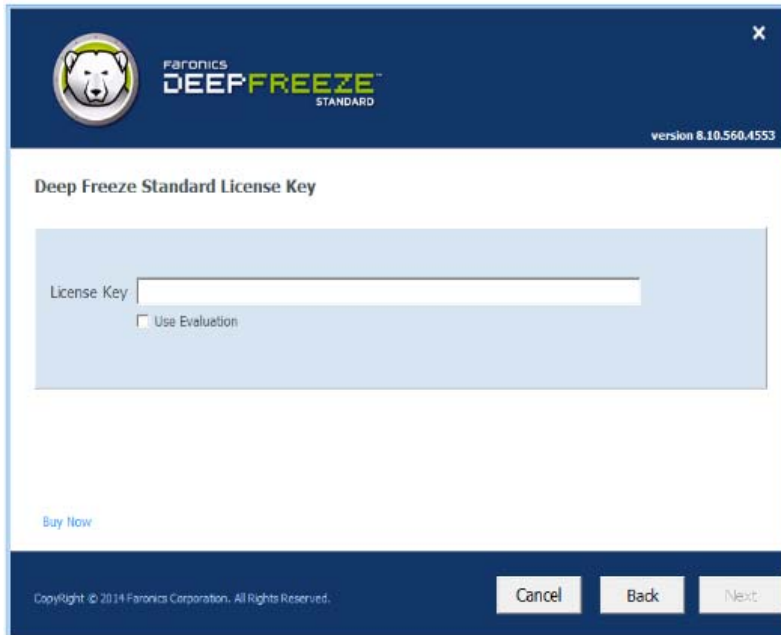 x
Faronics
DEEPFREEZE™
STANDARD
version 8.10.560.4553
Deep Freeze Standard License Key
License Key
Use Evaluation
Buy Now
CopyRight © 2014 Faronics Corporation. All Rights Reserved.
Cancel
Back
Next